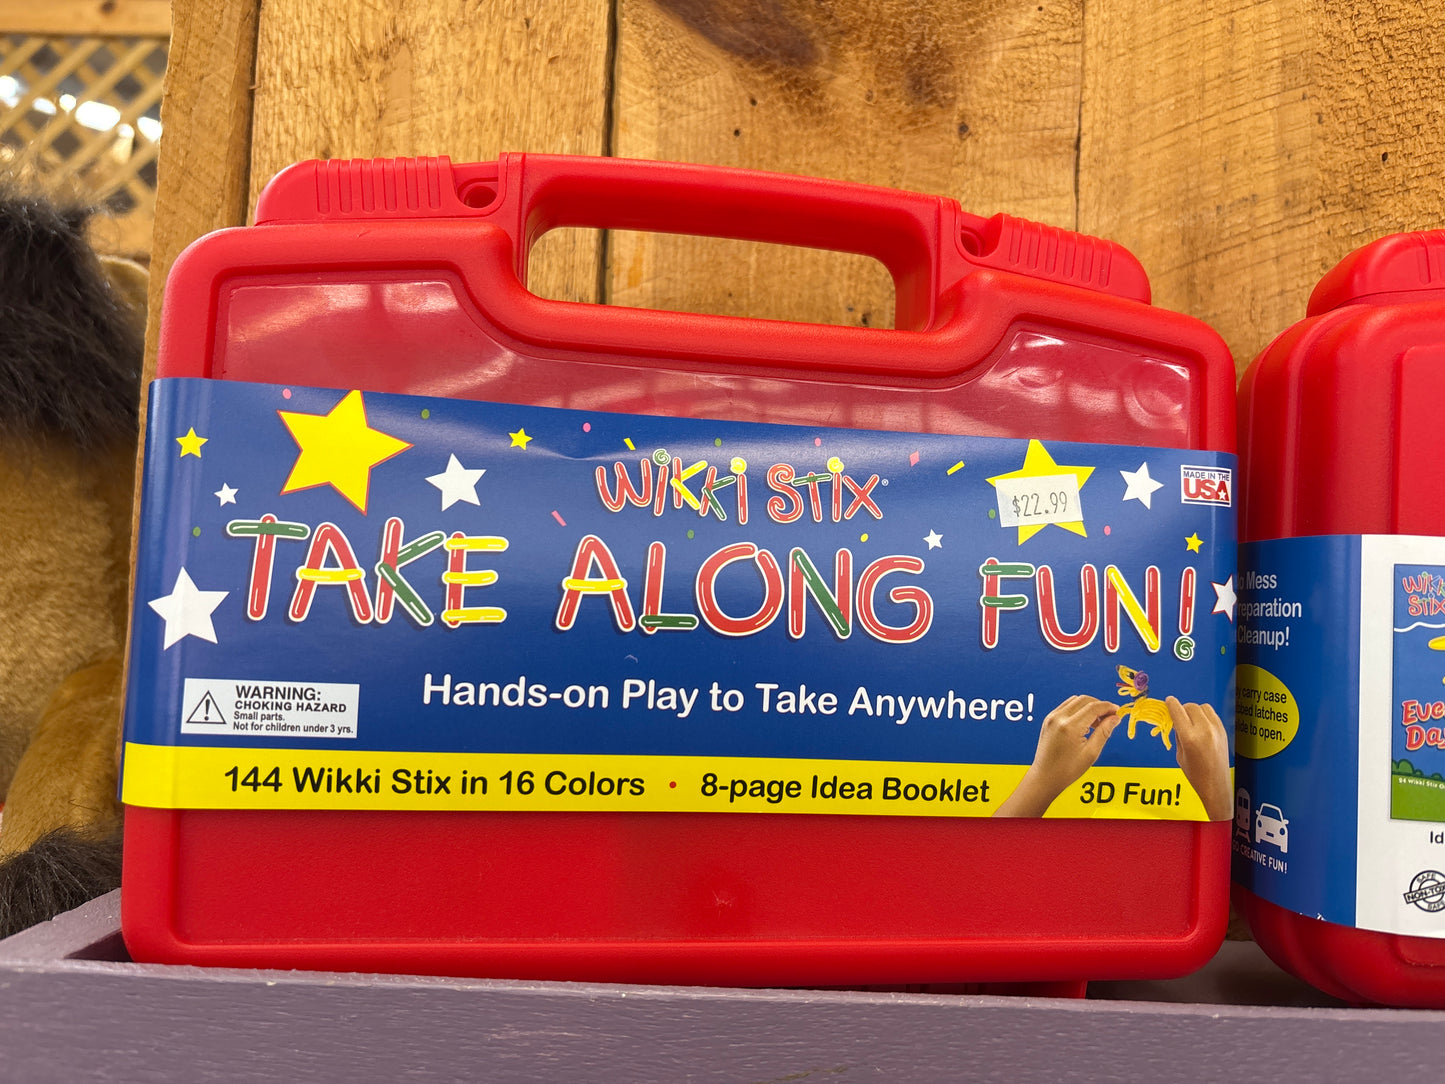 WIKKI STIX®
MADE IN THE
USA
$22.99
TAKE ALONG FUN!
Hands-on Play to Take Anywhere!
WARNING:
CHOKING HAZARD
Small parts.
Not for children under 3 yrs.
144 Wikki Stix in 16 Colors • 8-page Idea Booklet
3D Fun!
Mess
Cleanup!
carry case
latches
to open.
CREATIVE FUN!
STIX
SAFE